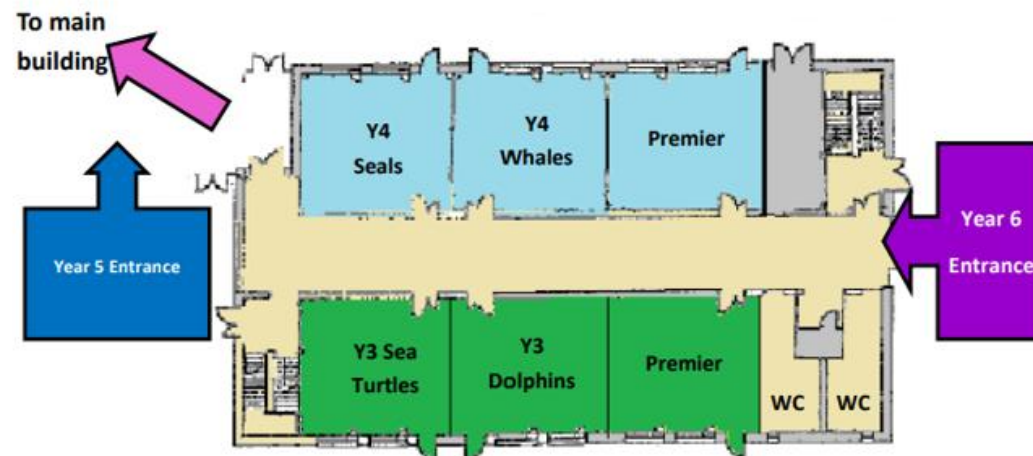 To main
building
Y4
Seals
Y4
Whales
Premier
Year 5 Entrance
Year 6
Entrance
Y3 Sea
Turtles
Y3
Dolphins
Premier
WC
WC